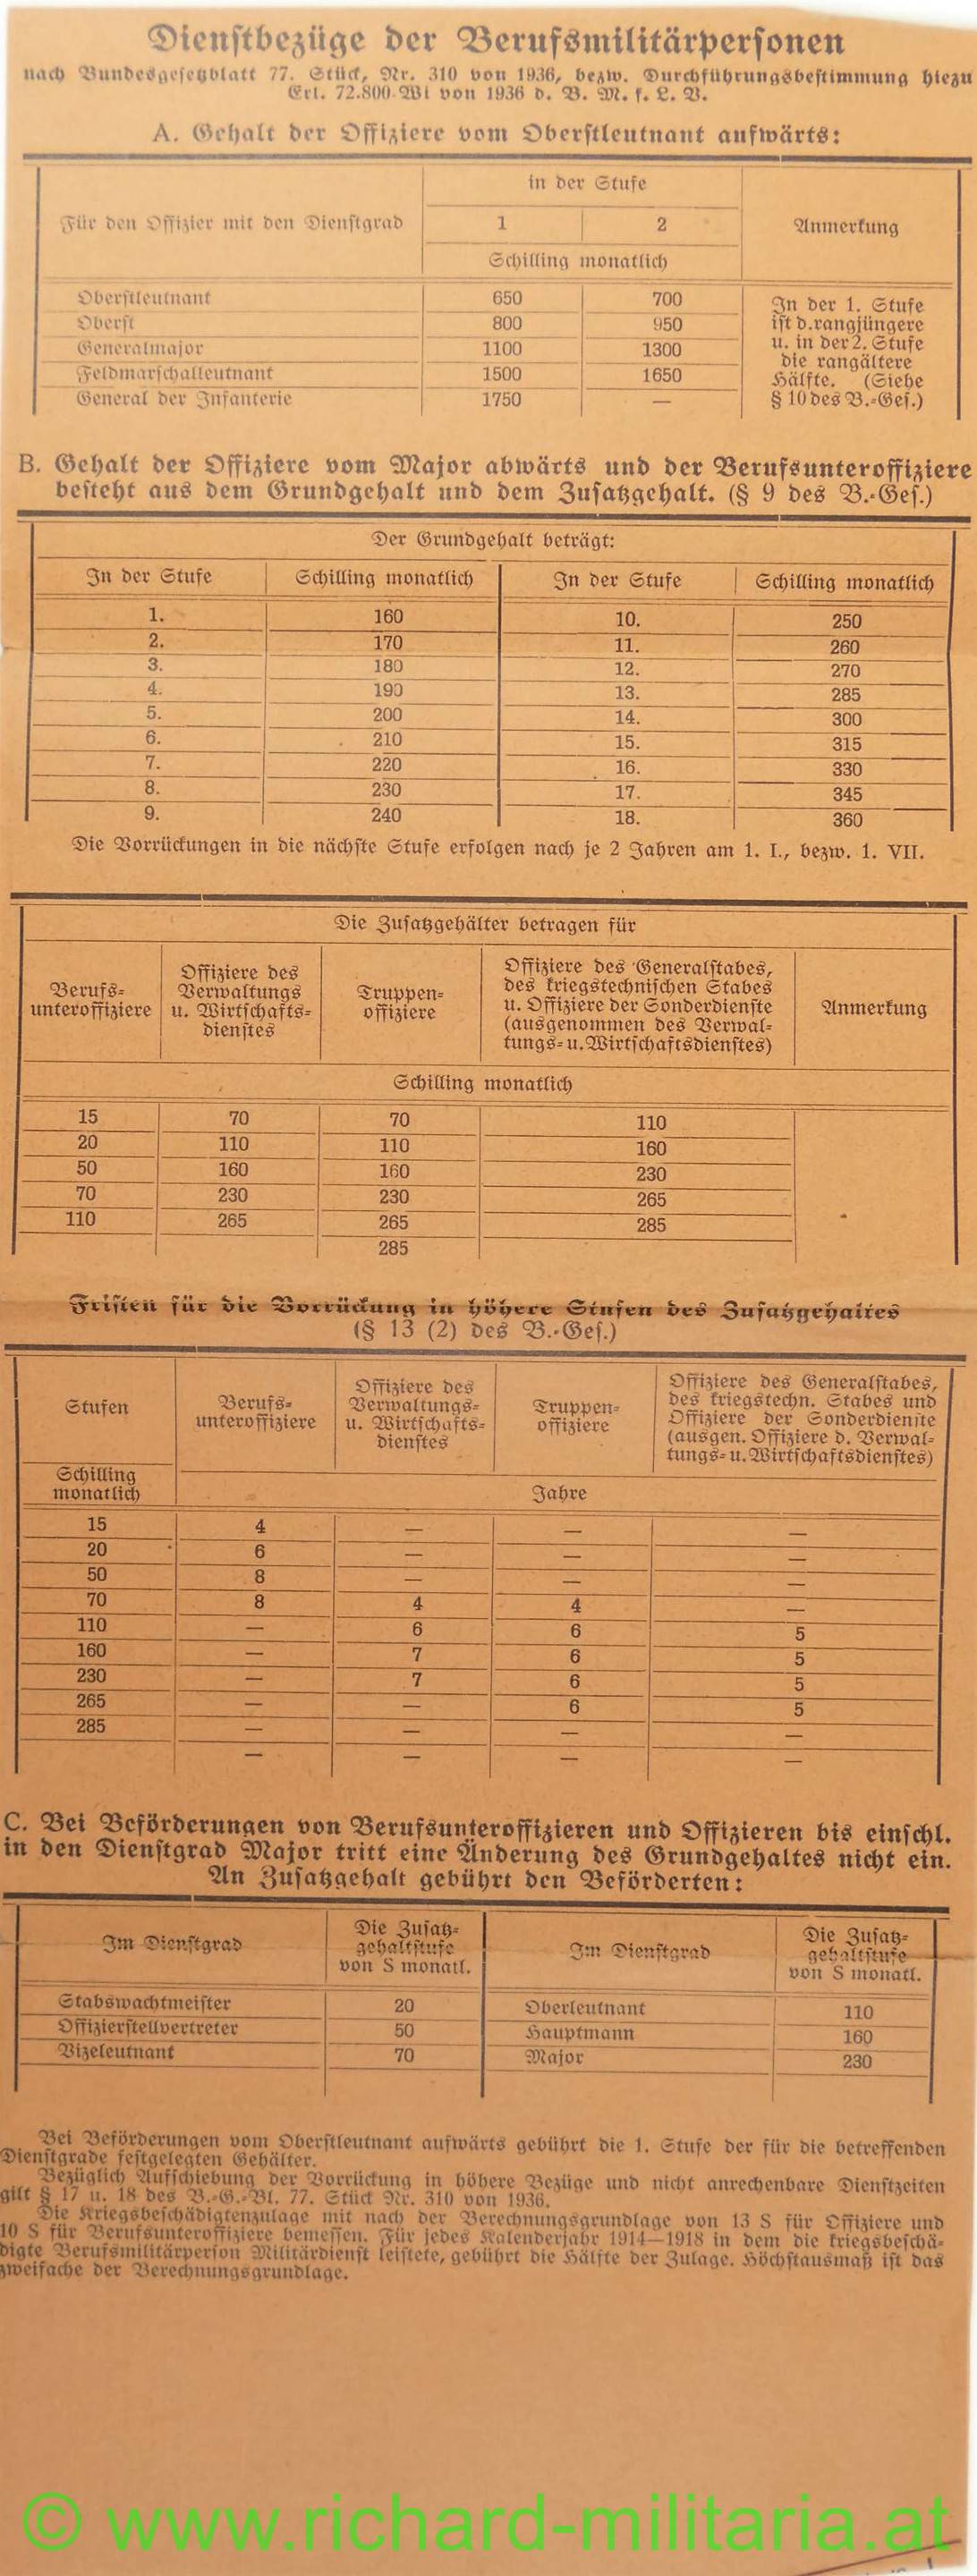 Dienstbezüge der Berufsmilitärpersonen
nach Bundesgesetzblatt 77. Stück, Nr. 310 von 1936, bezw. Durchführungsbestimmung hiezu
Erl. 72.800-Wi von 1936 d. B. M. f. L. V.
A. Gehalt der Offiziere vom Oberstleutnant aufwärts:
Für den Offizier mit den Dienstgrad | in der Stufe | Anmerkung
1 | 2
Schilling monatlich
Oberstleutnant 650 700
Oberst 800 950
Generalmajor 1100 1300
Feldmarschalleutnant 1500 1650
General der Infanterie 1750 —
In der 1. Stufe
ist d. rangjüngere
u. in der 2. Stufe
die rangältere
Hälfte. (Siehe
§ 10 des B.-Ges.)
B. Gehalt der Offiziere vom Major abwärts und der Berufsunteroffiziere
besteht aus dem Grundgehalt und dem Zusatzgehalt. (§ 9 des B.-Ges.)
Der Grundgehalt beträgt:
In der Stufe Schilling monatlich In der Stufe Schilling monatlich
1. 160 10. 250
2. 170 11. 260
3. 180 12. 270
4. 190 13. 285
5. 200 14. 300
6. 210 15. 315
7. 220 16. 330
8. 230 17. 345
9. 240 18. 360
Die Vorrückungen in die nächste Stufe erfolgen nach je 2 Jahren am 1. I., bezw. 1. VII.
Die Zusatzgehälter betragen für
Berufs-
unteroffiziere
Offiziere des
Verwaltungs
u. Wirtschafts-
dienstes
Truppen-
offiziere
Offiziere des Generalstabes,
des kriegstechnischen Stabes
u. Offiziere der Sonderdienste
(ausgenommen des Verwal-
tungs- u. Wirtschaftsdienstes)
Anmerkung
Schilling monatlich
15 70 70 110
20 110 110 160
50 160 160 230
70 230 230 265
110 265 265 285
285
Fristen für die Vorrückung in höhere Stufen des Zusatzgehaltes
(§ 13 (2) des B.-Ges.)
Stufen
Berufs-
unteroffiziere
Offiziere des
Verwaltungs-
u. Wirtschafts-
dienstes
Truppen-
offiziere
Offiziere des Generalstabes,
des kriegstechn. Stabes und
Offiziere der Sonderdienste
(ausgen. Offiziere d. Verwal-
tungs- u. Wirtschaftsdienstes)
Schilling
monatlich
Jahre
15 4 — — —
20 6 — — —
50 8 — — —
70 8 4 4 —
110 — 6 6 5
160 — 7 6 5
230 — 7 6 5
265 — — 6 5
285 — — — —
— — — —
C. Bei Beförderungen von Berufsunteroffizieren und Offizieren bis einschl.
in den Dienstgrad Major tritt eine Änderung des Grundgehaltes nicht ein.
An Zusatzgehalt gebührt den Beförderten:
Im Dienstgrad
Die Zusatz-
gehaltstufe
von S monatl.
Im Dienstgrad
Die Zusatz-
gehaltstufe
von S monatl.
Stabswachtmeister 20 Oberleutnant 110
Offizierstellvertreter 50 Hauptmann 160
Vizeleutnant 70 Major 230
Bei Beförderungen vom Oberstleutnant aufwärts gebührt die 1. Stufe der für die betreffenden
Dienstgrade festgelegten Gehälter.
Bezüglich Aufschiebung der Vorrückung in höhere Bezüge und nicht anrechenbare Dienstzeiten
gilt § 17 u. 18 des B.-G.-Bl. 77. Stück Nr. 310 von 1936.
Die Kriegsbeschädigtenzulage mit nach der Berechnungsgrundlage von 13 S für Offiziere und
10 S für Berufsunteroffiziere bemessen. Für jedes Kalenderjahr 1914—1918 in dem die kriegsbeschä-
digte Berufsmilitärperson Militärdienst leistete, gebührt die Hälfte der Zulage. Höchstausmaß ist das
zweifache der Berechnungsgrundlage.
© www.richard-militaria.at